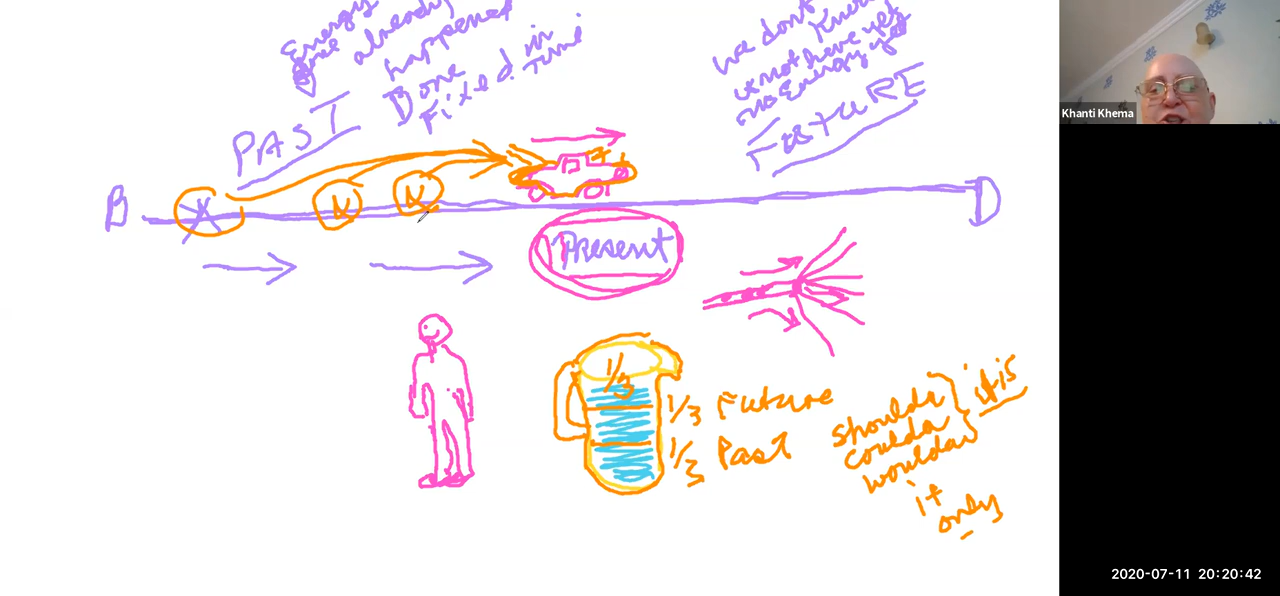 Energy
already
happened
Done
Fixed in
Time
PAST
we don't
Know
is not here yet
no Energy yet
FUTURE
Khanti Khema
B
D
Present
1/3
1/3 Future
1/3 Past
shoulda
coulda
woulda
it is
if
only
2020-07-11 20:20:42